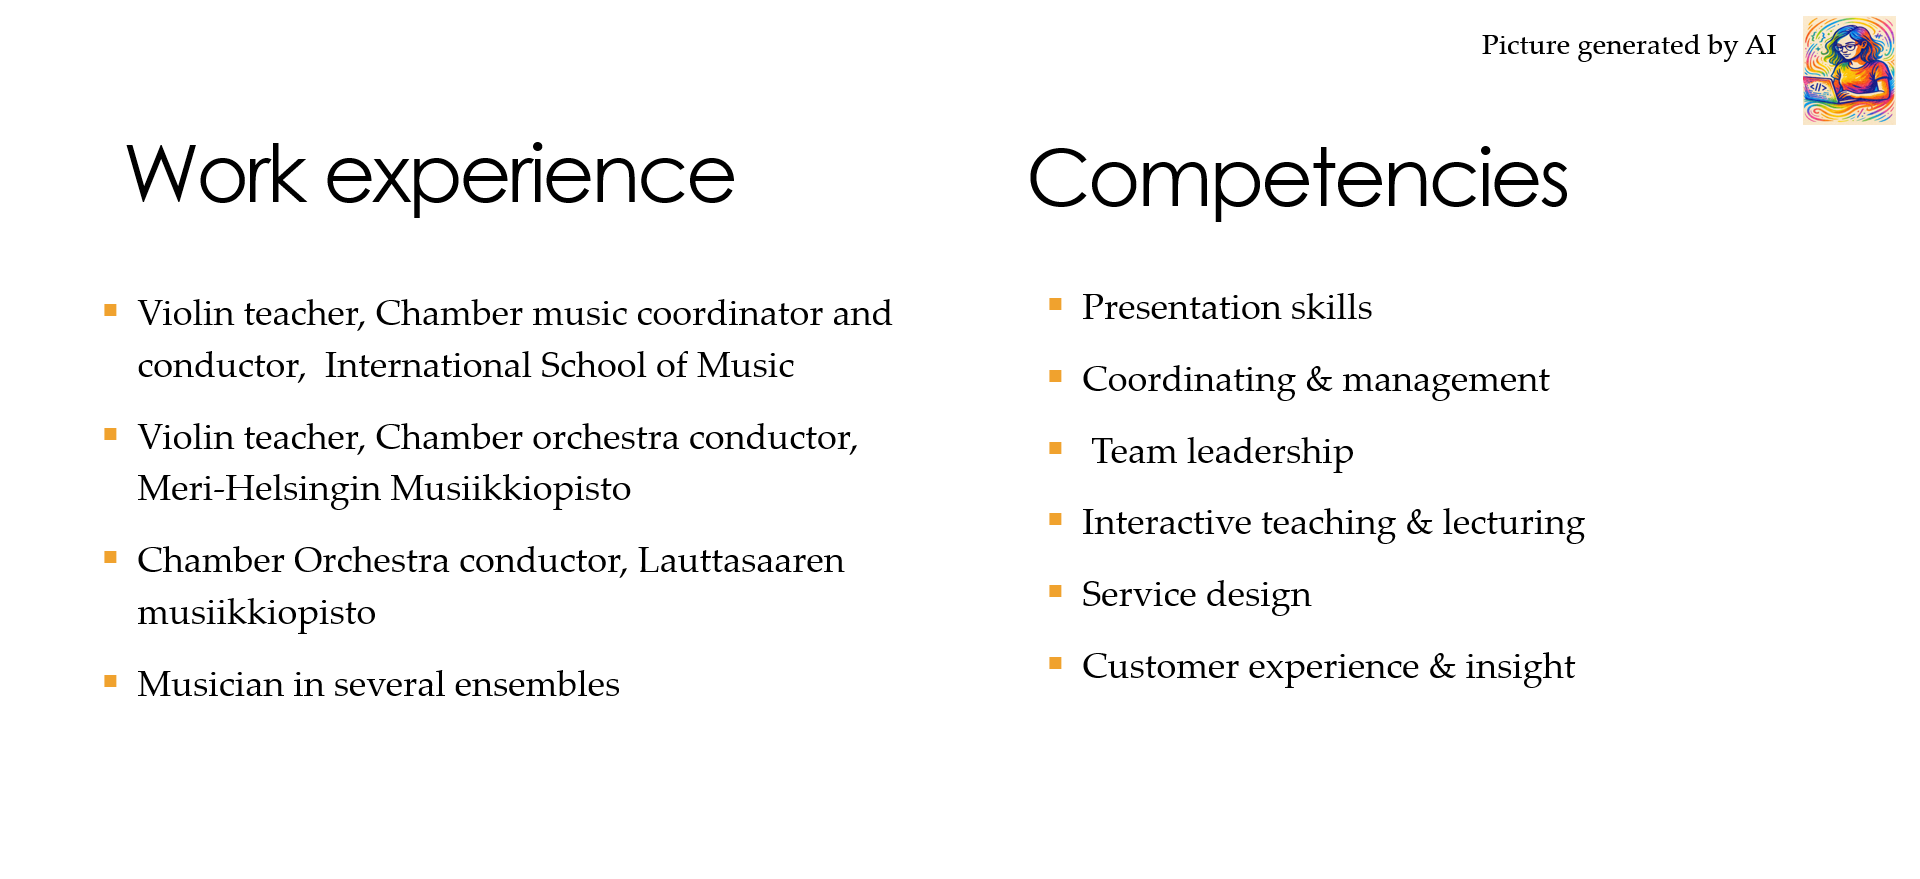 Picture generated by AI
</>
Work experience
Violin teacher, Chamber music coordinator and
conductor,  International School of Music
Violin teacher, Chamber orchestra conductor,
Meri-Helsingin Musiikkiopisto
Chamber Orchestra conductor, Lauttasaaren
musiikkiopisto
Musician in several ensembles
Competencies
Presentation skills
Coordinating & management
Team leadership
Interactive teaching & lecturing
Service design
Customer experience & insight